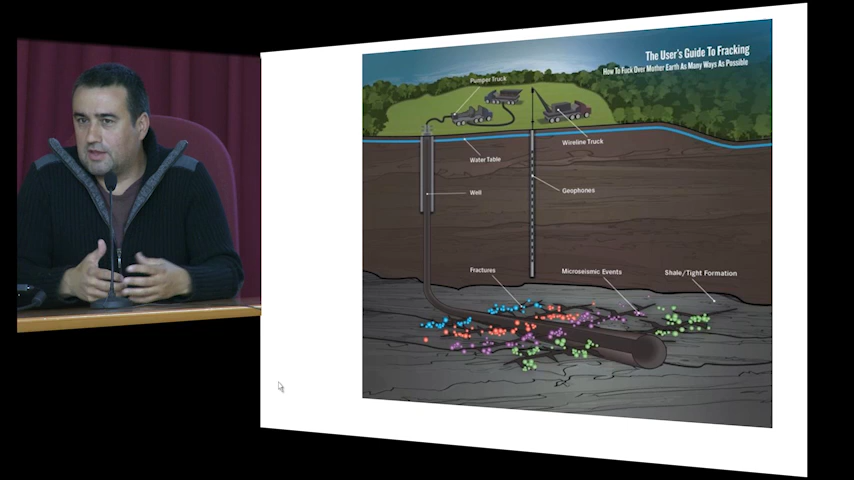 The User's Guide To Fracking
How To Fuck Over Mother Earth As Many Ways As Possible
Pumper Truck
Wireline Truck
Water Table
Well
Geophones
Fractures
Microseismic Events
Shale/Tight Formation